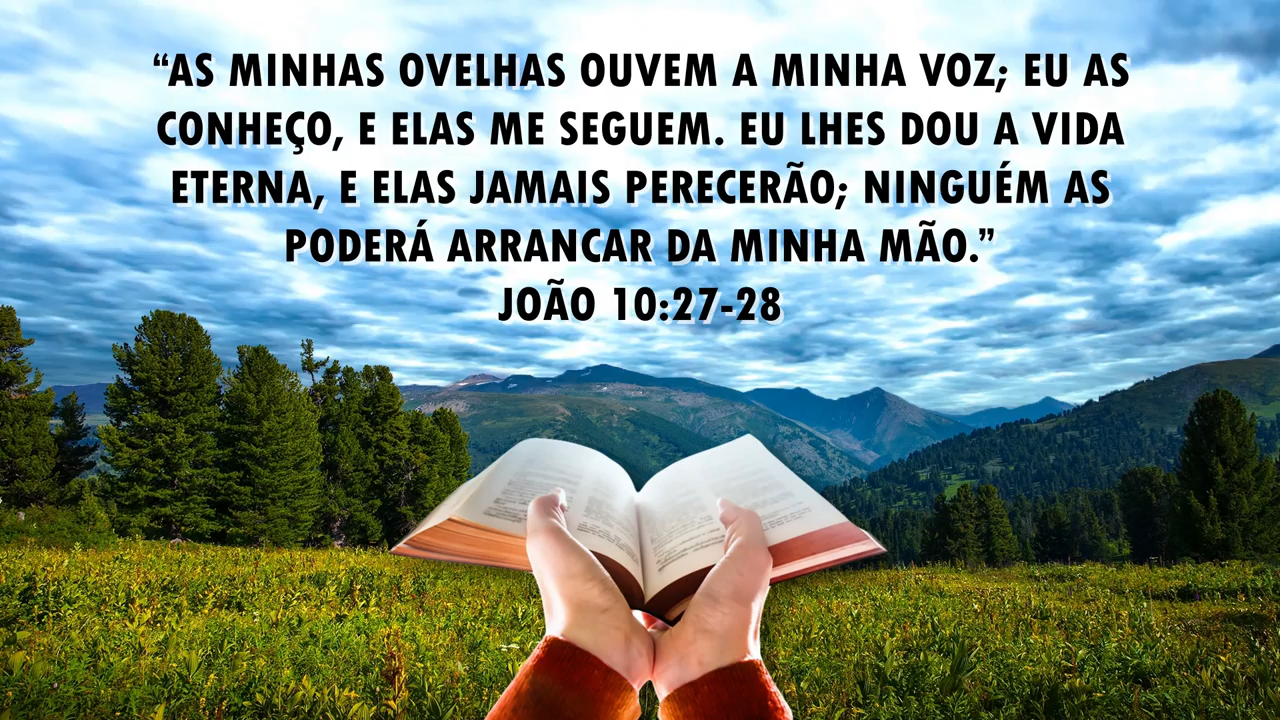 “AS MINHAS OVELHAS OUVEM A MINHA VOZ; EU AS
CONHEÇO, E ELAS ME SEGUEM. EU LHES DOU A VIDA
ETERNA, E ELAS JAMAIS PERECERÃO; NINGUÉM AS
PODERÁ ARRANCAR DA MINHA MÃO.”
JOÃO 10:27-28